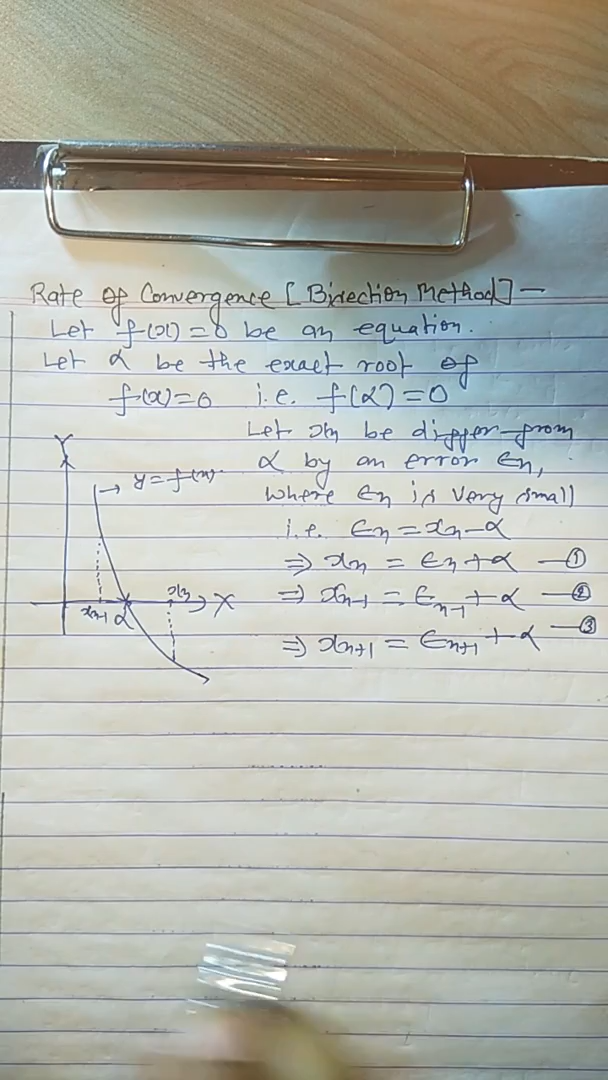 Rate of Convergence [Bisection Method] —
Let f(x) = 0 be an equation.
Let α be the exact root of
f(x) = 0 i.e. f(α) = 0
Let xn be differ from
α by an error ϵn,
where ϵn is very small
i.e. ϵn = xn - α
⇒ xn = ϵn + α — ①
⇒ xn-1 = ϵn-1 + α — ②
⇒ xn+1 = ϵn+1 + α — ③
Y
→ y = f(x).
xn
X
xn-1 α